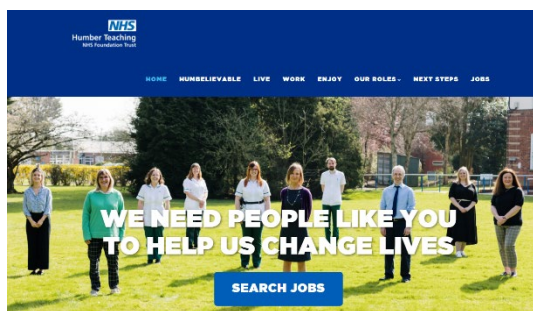 NHS
Humber Teaching
NHS Foundation Trust
HOME HUMBELIEVABLE LIVE WORK ENJOY OUR ROLES NEXT STEPS JOBS
WE NEED PEOPLE LIKE YOU
TO HELP US CHANGE LIVES
SEARCH JOBS